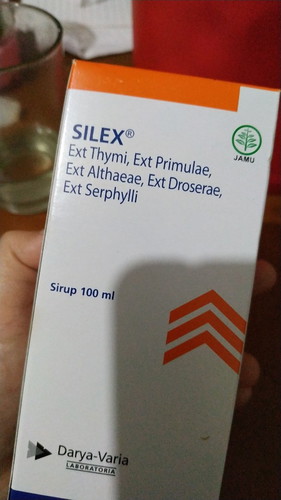 SILEX®
Ext Thymi, Ext Primulae,
Ext Althaeae, Ext Droserae,
Ext Serphylli
JAMU
Sirup 100 ml
Darya-Varia
LABORATORIA